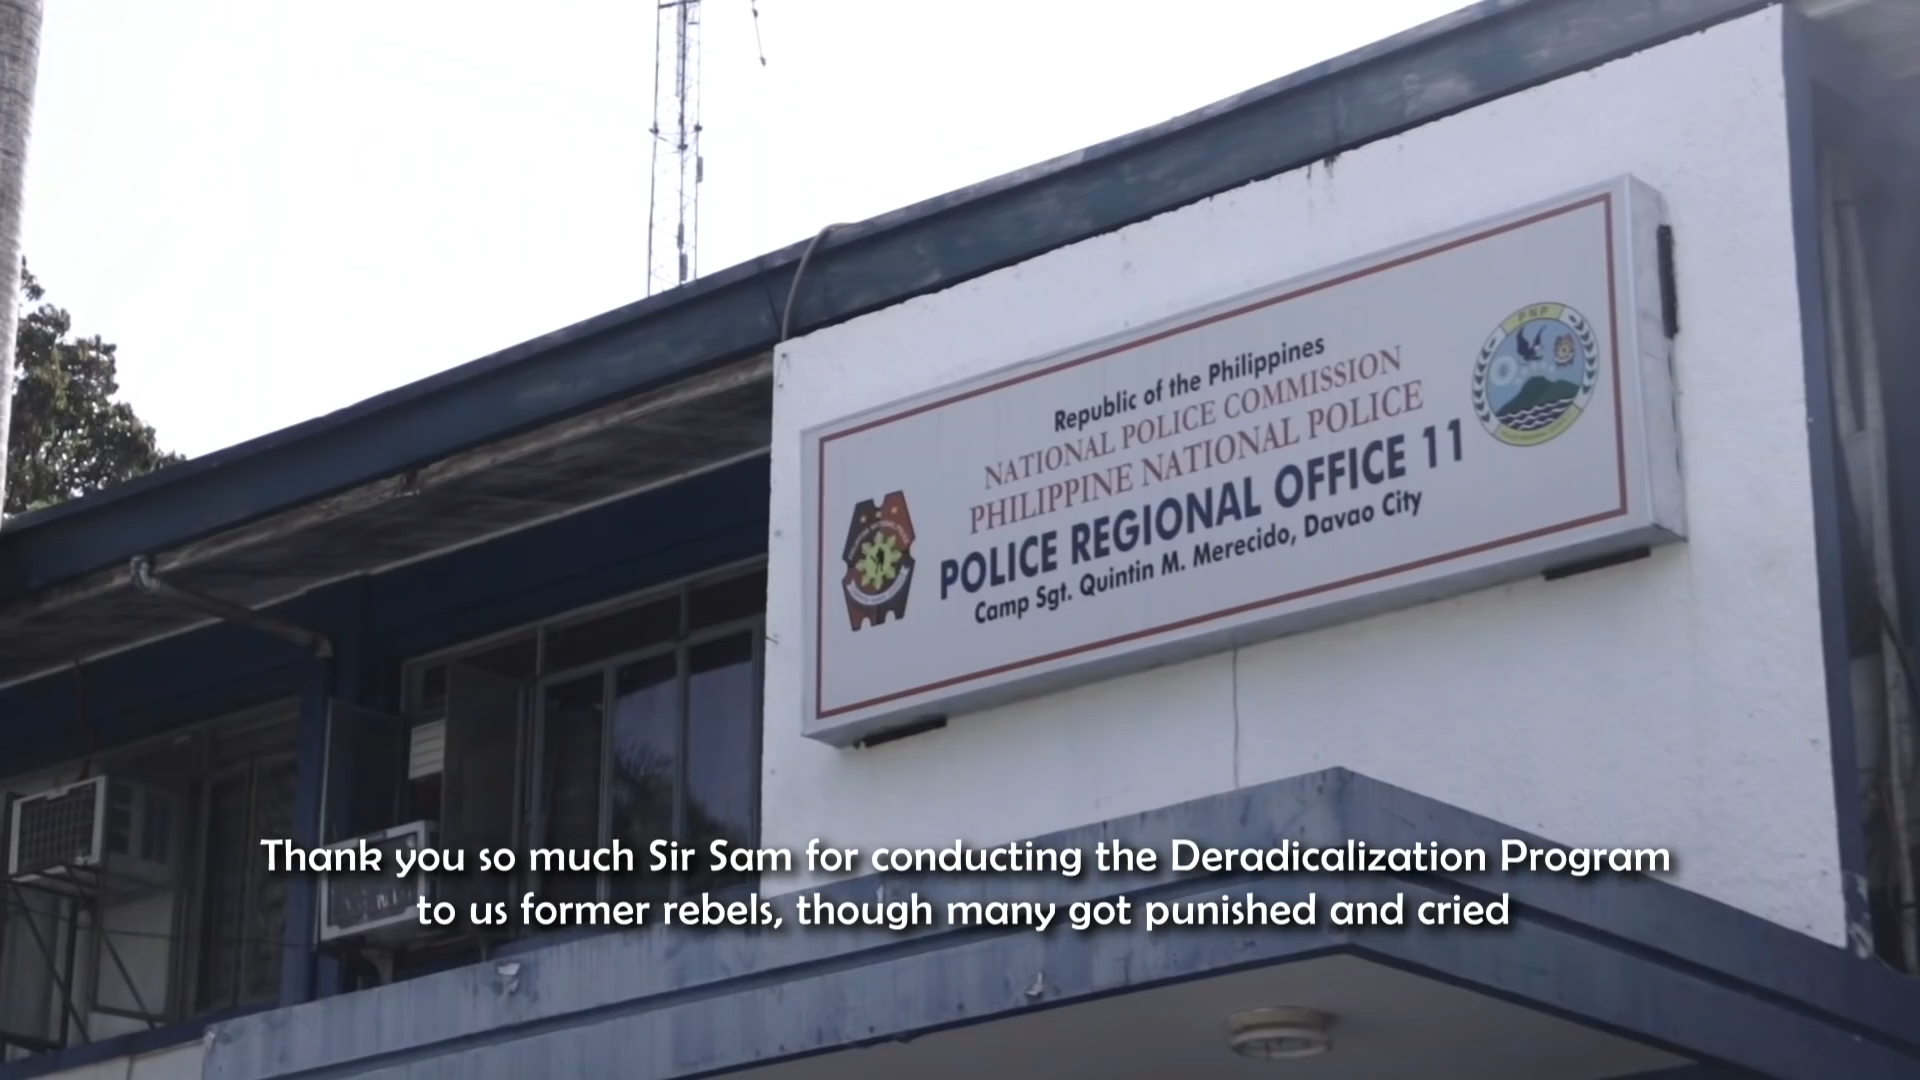 Republic of the Philippines
NATIONAL POLICE COMMISSION
PHILIPPINE NATIONAL POLICE
POLICE REGIONAL OFFICE 11
Camp Sgt. Quintin M. Merecido, Davao City
PNP
Thank you so much Sir Sam for conducting the Deradicalization Program
to us former rebels, though many got punished and cried